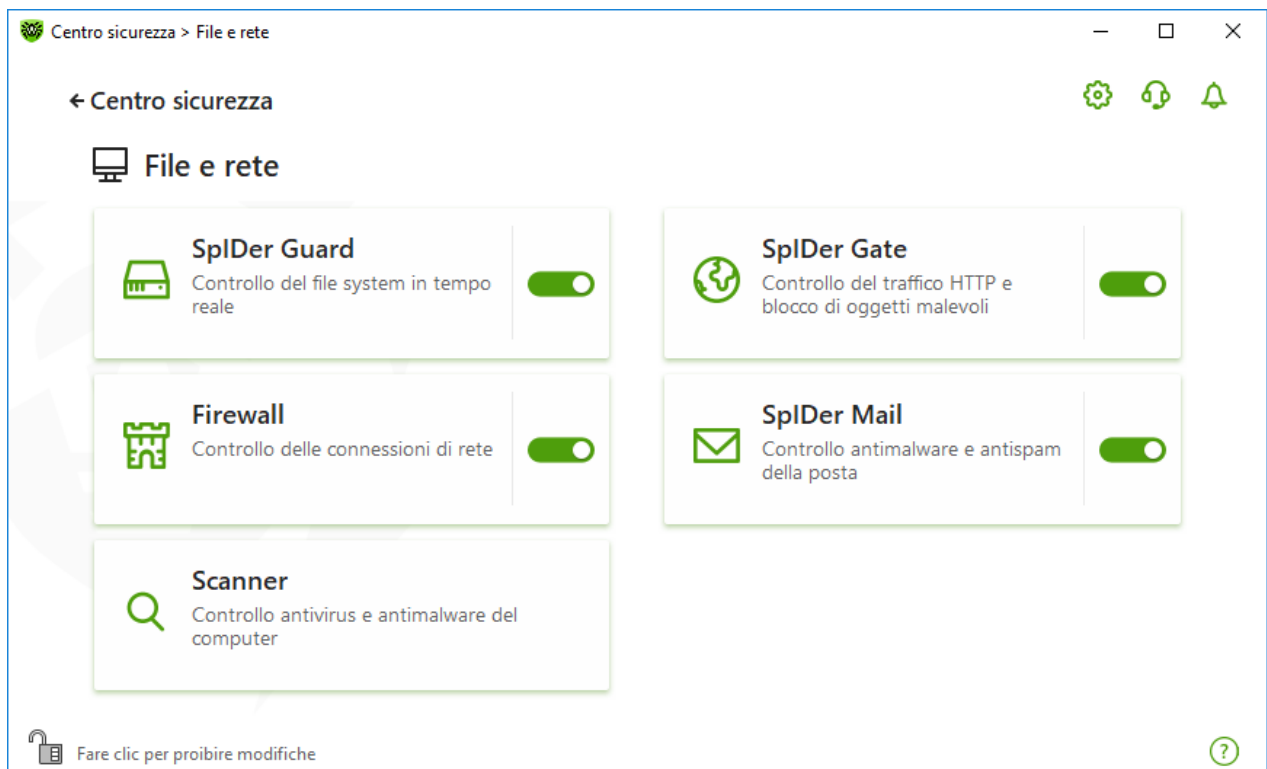 Centro sicurezza > File e rete
Centro sicurezza
File e rete
SpIDer Guard
Controllo del file system in tempo
reale
SpIDer Gate
Controllo del traffico HTTP e
blocco di oggetti malevoli
Firewall
Controllo delle connessioni di rete
SpIDer Mail
Controllo antimalware e antispam
della posta
Scanner
Controllo antivirus e antimalware del
computer
Fare clic per proibire modifiche
?